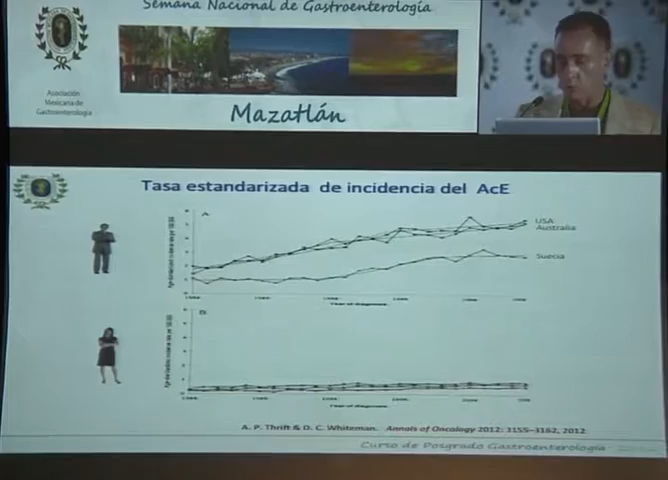 Semana Nacional de Gastroenterología
Asociación
Mexicana de
Gastroenterología
Mazatlán
Tasa estandarizada de incidencia del AcE
A
USA
Australia
Suecia
Year of diagnosis
B
Year of diagnosis
A. P. Thrift & D. C. Whiteman. Annals of Oncology 2012: 3155–3162, 2012
Curso de Posgrado Gastroenterología